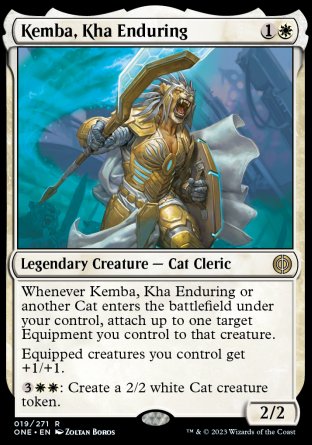 Kemba, Kha Enduring 1
Legendary Creature — Cat Cleric
Whenever Kemba, Kha Enduring or
another Cat enters the battlefield under
your control, attach up to one target
Equipment you control to that creature.
Equipped creatures you control get
+1/+1.
3: Create a 2/2 white Cat creature
token.
2/2
019/271 R
ONE • EN ZOLTAN BOROS
™ & © 2023 Wizards of the Coast